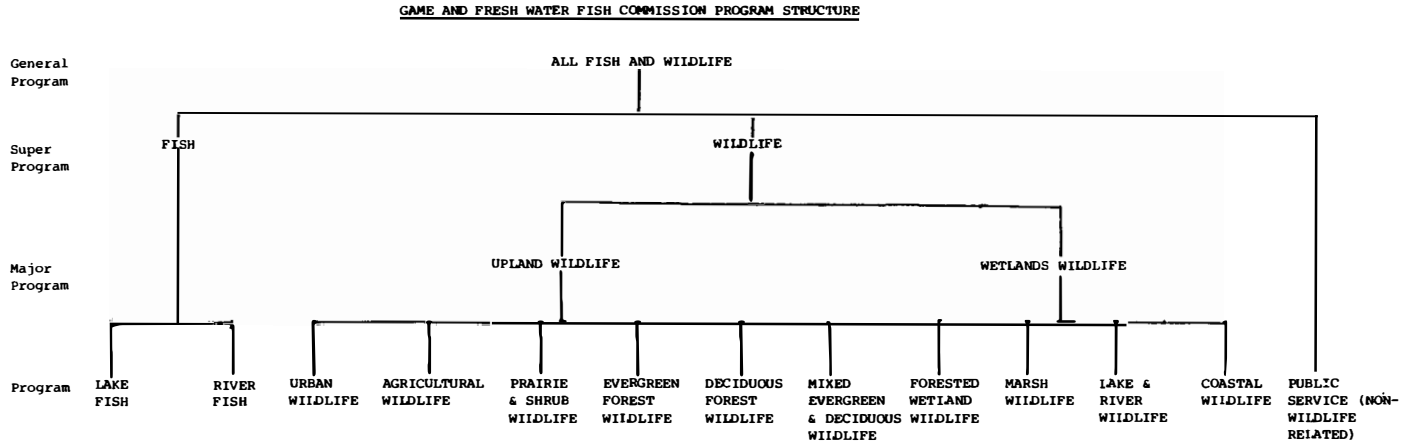 GAME AND FRESH WATER FISH COMMISSION PROGRAM STRUCTURE
General
Program
ALL FISH AND WILDLIFE
Super
Program
FISH
WILDLIFE
Major
Program
UPLAND WILDLIFE
WETLANDS WILDLIFE
Program
LAKE
FISH
RIVER
FISH
URBAN
WILDLIFE
AGRICULTURAL
WILDLIFE
PRAIRIE
& SHRUB
WILDLIFE
EVERGREEN
FOREST
WILDLIFE
DECIDUOUS
FOREST
WILDLIFE
MIXED
EVERGREEN
& DECIDUOUS
WILDLIFE
FORESTED
WETLAND
WILDLIFE
MARSH
WILDLIFE
LAKE &
RIVER
WILDLIFE
COASTAL
WILDLIFE
PUBLIC
SERVICE (NON-
WILDLIFE
RELATED)